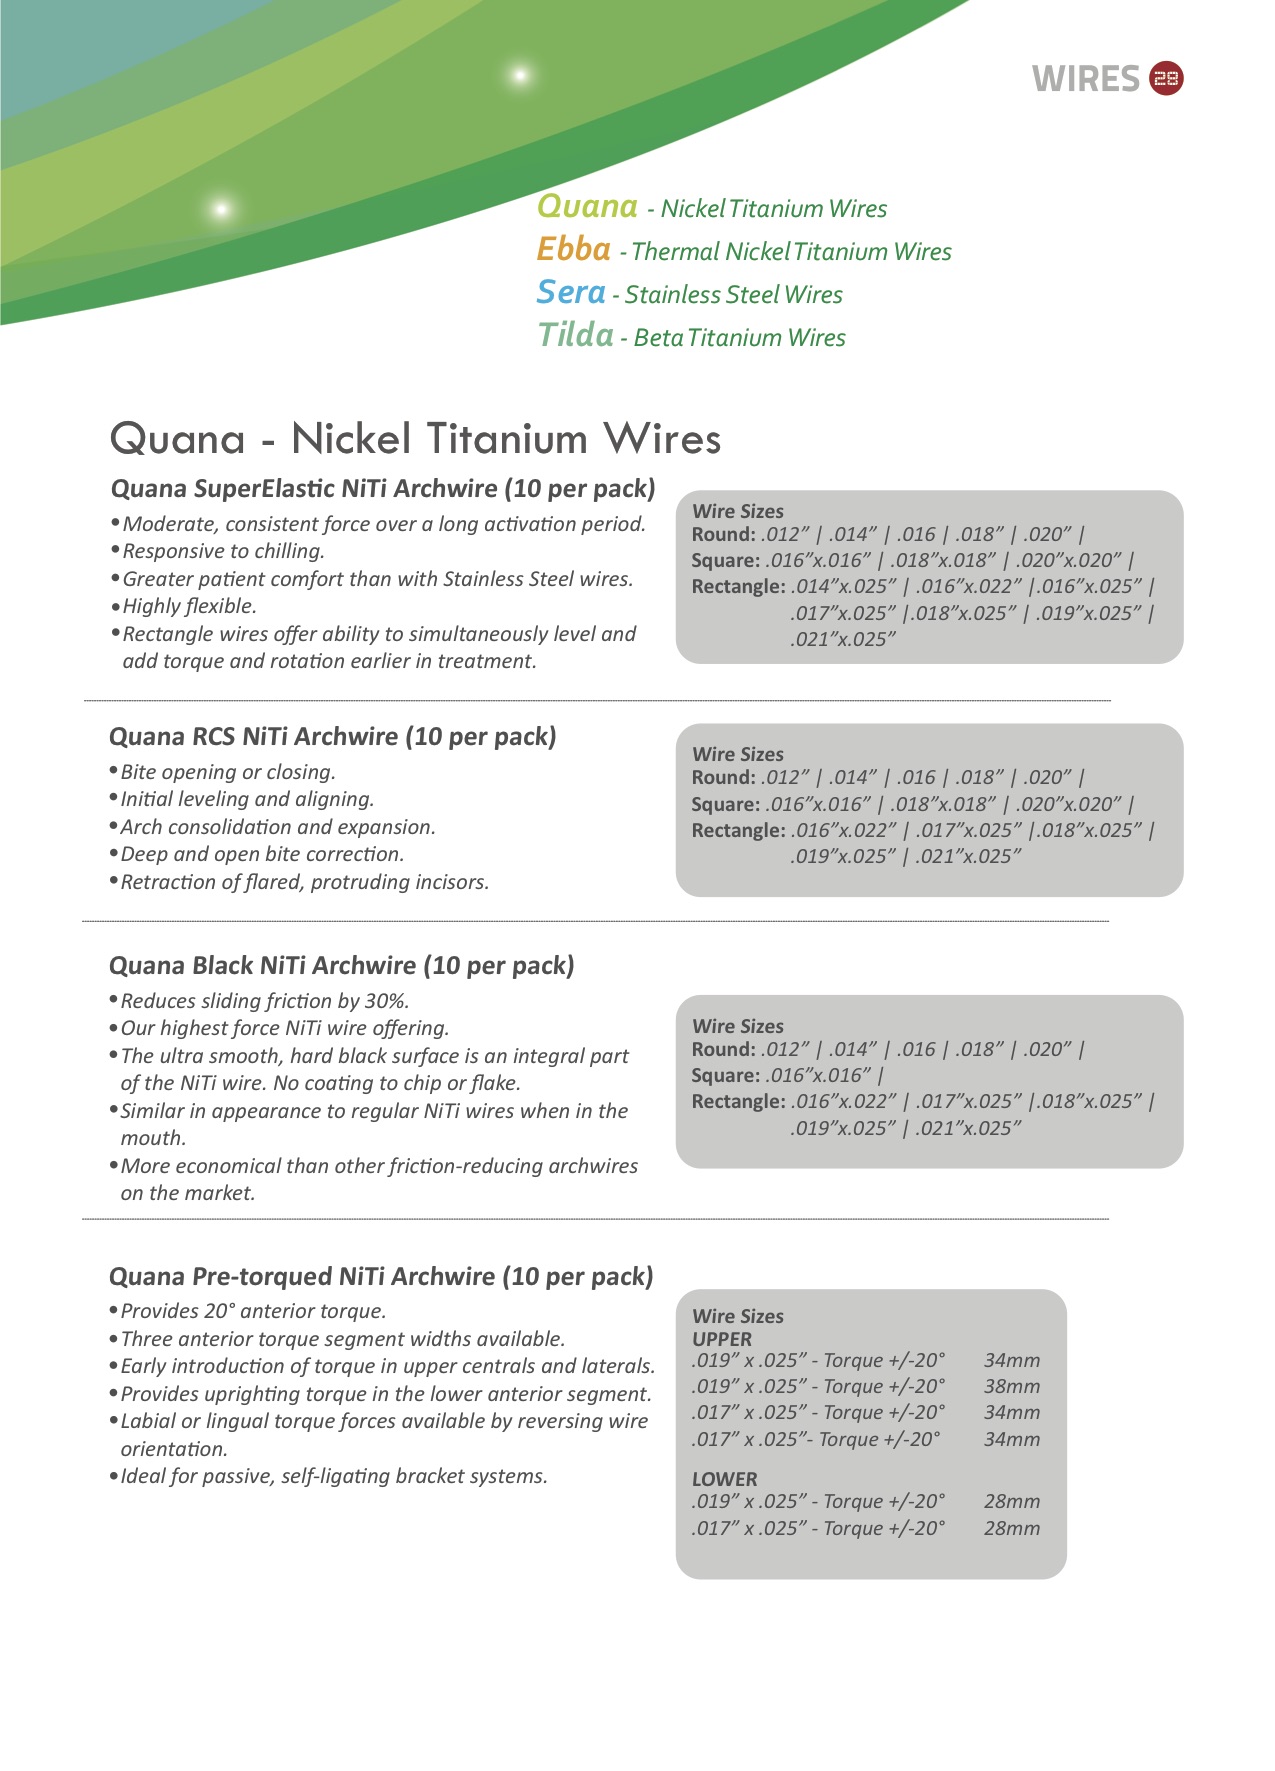 WIRES 28
Quana - Nickel Titanium Wires
Ebba - Thermal Nickel Titanium Wires
Sera - Stainless Steel Wires
Tilda - Beta Titanium Wires
Quana - Nickel Titanium Wires
Quana SuperElastic NiTi Archwire (10 per pack)
•Moderate, consistent force over a long activation period.
•Responsive to chilling.
•Greater patient comfort than with Stainless Steel wires.
•Highly flexible.
•Rectangle wires offer ability to simultaneously level and
add torque and rotation earlier in treatment.
Wire Sizes
Round: .012” | .014” | .016 | .018” | .020” |
Square: .016”x.016” | .018”x.018” | .020”x.020” |
Rectangle: .014”x.025” | .016”x.022” |.016”x.025” |
.017”x.025” |.018”x.025” | .019”x.025” |
.021”x.025”
Quana RCS NiTi Archwire (10 per pack)
•Bite opening or closing.
•Initial leveling and aligning.
•Arch consolidation and expansion.
•Deep and open bite correction.
•Retraction of flared, protruding incisors.
Wire Sizes
Round: .012” | .014” | .016 | .018” | .020” |
Square: .016”x.016” | .018”x.018” | .020”x.020” |
Rectangle: .016”x.022” | .017”x.025” |.018”x.025” |
.019”x.025” | .021”x.025”
Quana Black NiTi Archwire (10 per pack)
•Reduces sliding friction by 30%.
•Our highest force NiTi wire offering.
•The ultra smooth, hard black surface is an integral part
of the NiTi wire. No coating to chip or flake.
•Similar in appearance to regular NiTi wires when in the
mouth.
•More economical than other friction-reducing archwires
on the market.
Wire Sizes
Round: .012” | .014” | .016 | .018” | .020” |
Square: .016”x.016” |
Rectangle: .016”x.022” | .017”x.025” |.018”x.025” |
.019”x.025” | .021”x.025”
Quana Pre-torqued NiTi Archwire (10 per pack)
•Provides 20° anterior torque.
•Three anterior torque segment widths available.
•Early introduction of torque in upper centrals and laterals.
•Provides uprighting torque in the lower anterior segment.
•Labial or lingual torque forces available by reversing wire
orientation.
•Ideal for passive, self-ligating bracket systems.
Wire Sizes
UPPER
.019” x .025” - Torque +/-20° 34mm
.019” x .025” - Torque +/-20° 38mm
.017” x .025” - Torque +/-20° 34mm
.017” x .025”- Torque +/-20° 34mm
LOWER
.019” x .025” - Torque +/-20° 28mm
.017” x .025” - Torque +/-20° 28mm